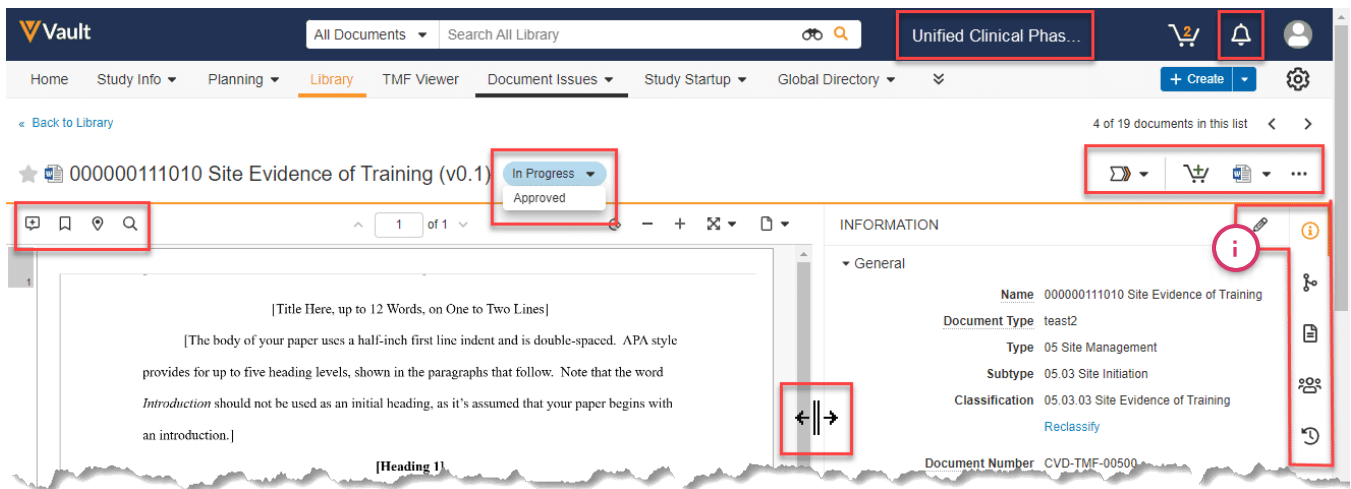 Vault
All Documents Search All Library
Unified Clinical Phas...
2
Home Study Info Planning Library TMF Viewer Document Issues Study Startup Global Directory + Create
« Back to Library
4 of 19 documents in this list
000000111010 Site Evidence of Training (v0.1) In Progress
Approved
1 of 1
INFORMATION
General
1
[Title Here, up to 12 Words, on One to Two Lines]
[The body of your paper uses a half-inch first line indent and is double-spaced. APA style
provides for up to five heading levels, shown in the paragraphs that follow. Note that the word
Introduction should not be used as an initial heading, as it's assumed that your paper begins with
an introduction.]
[Heading 1]
Name 000000111010 Site Evidence of Training
Document Type teast2
Type 05 Site Management
Subtype 05.03 Site Initiation
Classification 05.03.03 Site Evidence of Training
Reclassify
Document Number CVD-TMF-00500